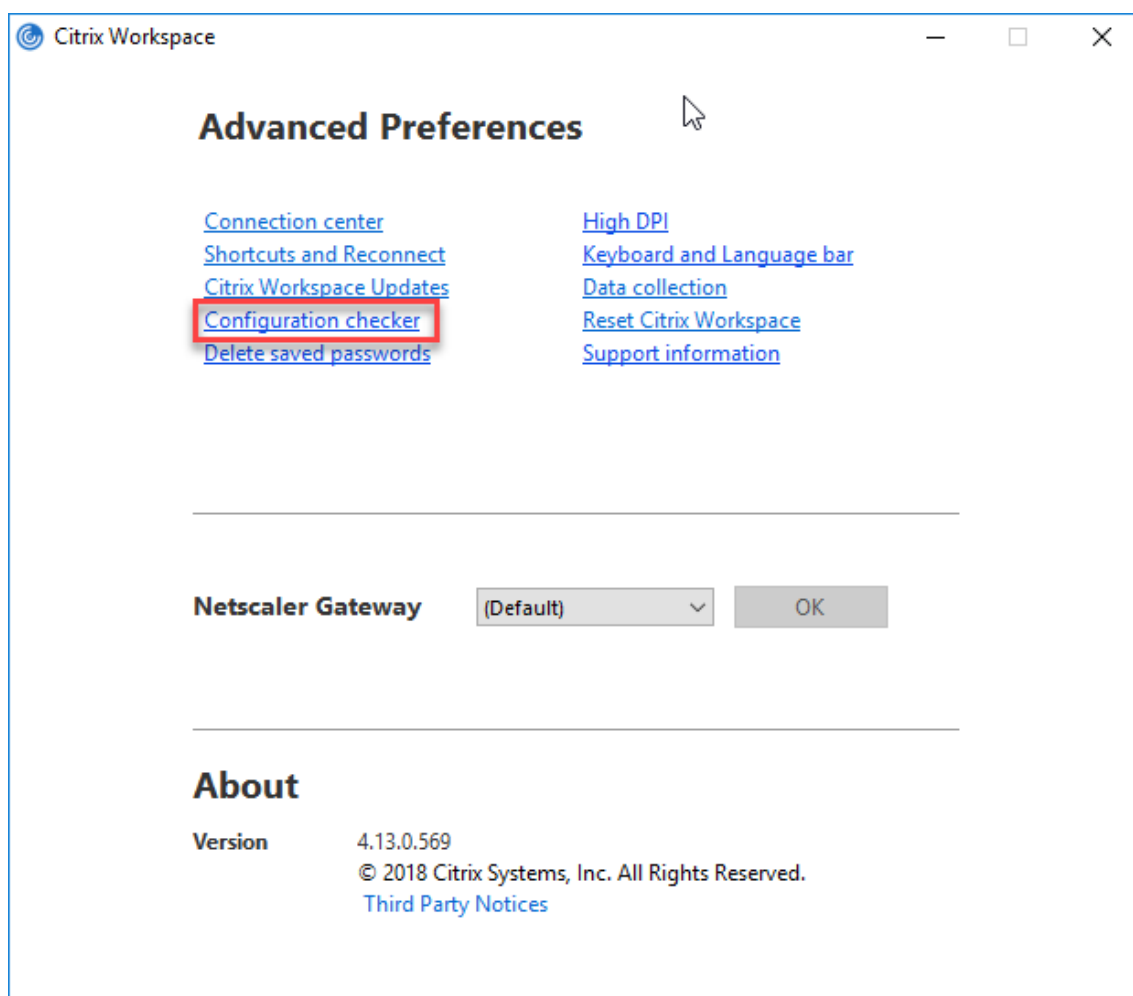 Citrix Workspace
Advanced Preferences
Connection center
Shortcuts and Reconnect
Citrix Workspace Updates
Configuration checker
Delete saved passwords
High DPI
Keyboard and Language bar
Data collection
Reset Citrix Workspace
Support information
Netscaler Gateway
(Default)
OK
About
Version
4.13.0.569
© 2018 Citrix Systems, Inc. All Rights Reserved.
Third Party Notices